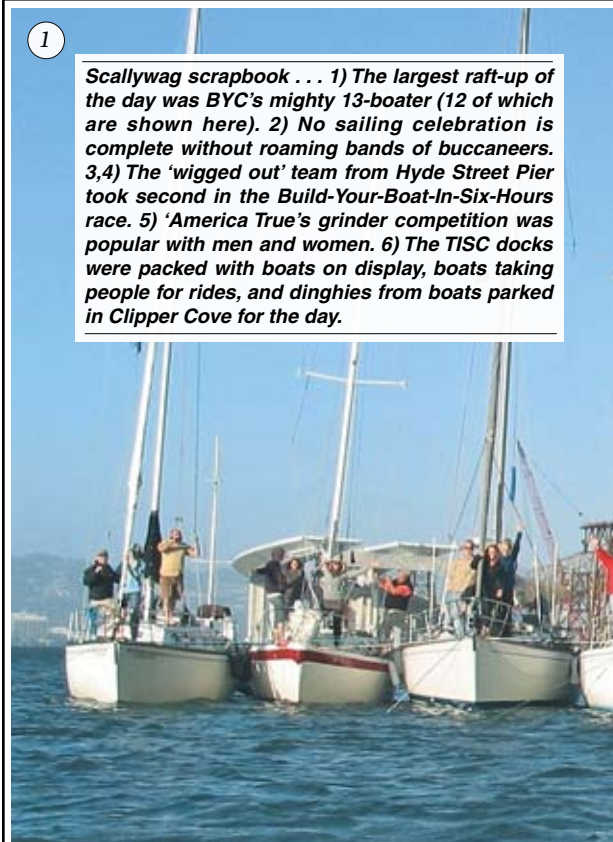 1
Scallywag scrapbook . . . 1) The largest raft-up of
the day was BYC's mighty 13-boater (12 of which
are shown here). 2) No sailing celebration is
complete without roaming bands of buccaneers.
3,4) The 'wigged out' team from Hyde Street Pier
took second in the Build-Your-Boat-In-Six-Hours
race. 5) 'America True's grinder competition was
popular with men and women. 6) The TISC docks
were packed with boats on display, boats taking
people for rides, and dinghies from boats parked
in Clipper Cove for the day.